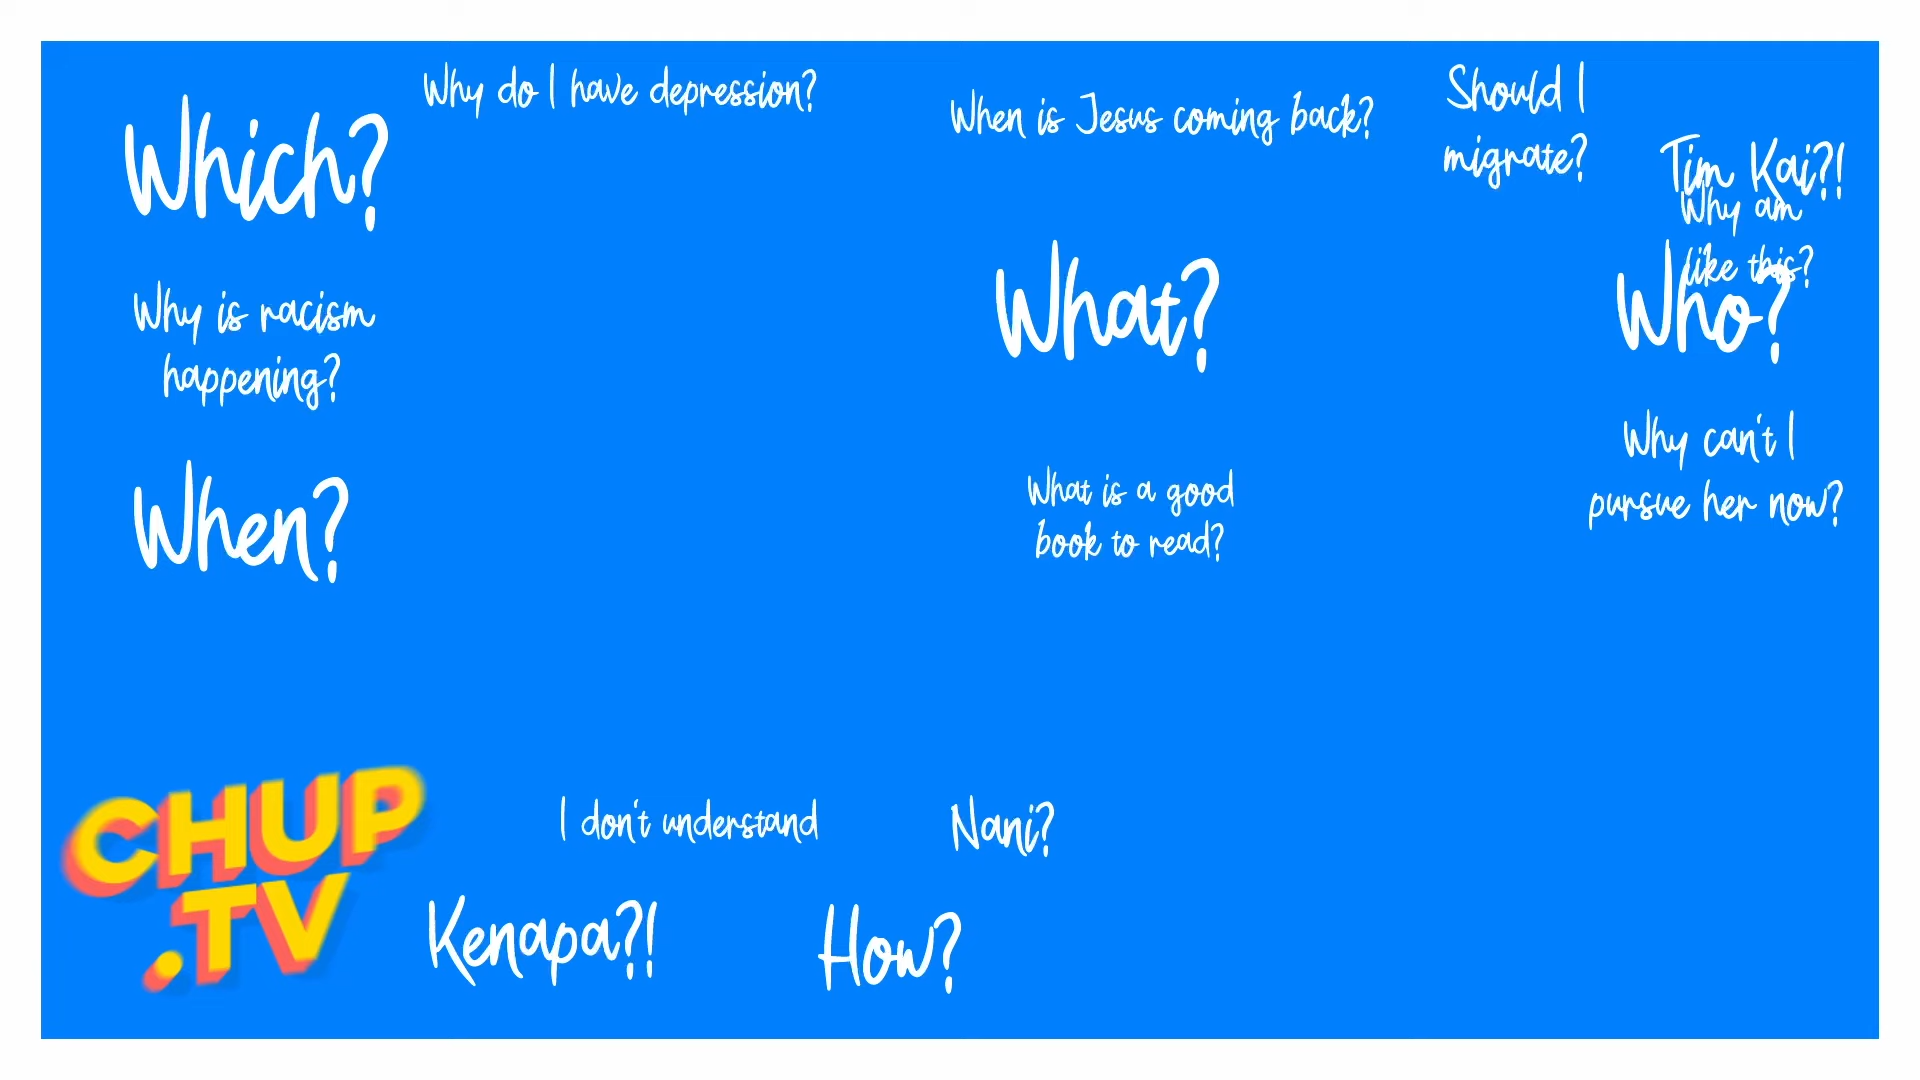 Which?
Why do I have depression?
When is Jesus coming back?
Should I
migrate?
Tim Kai?!
Why am
like this?
Why is racism
happening?
What?
Who?
When?
What is a good
book to read?
Why can't I
pursue her now?
CHUP
.TV
I don't understand
Nani?
Kenapa?!
How?